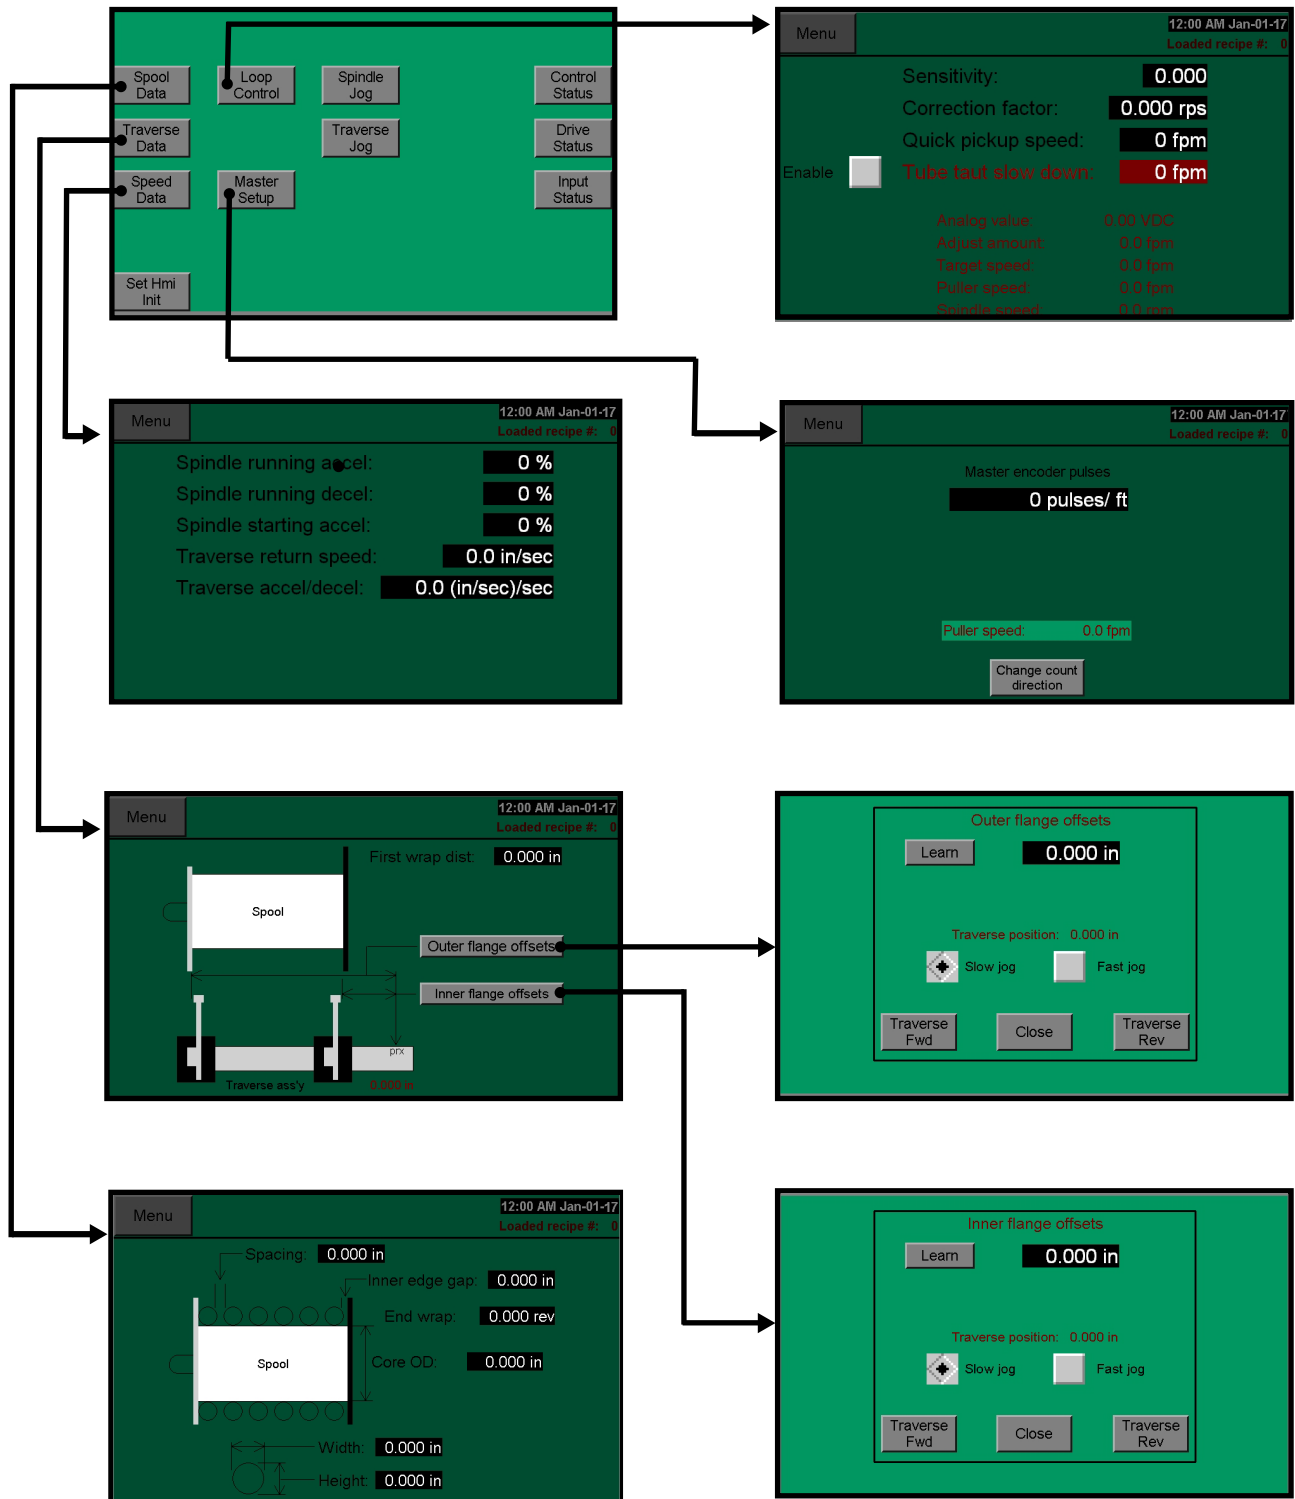 Spool
Data
Loop
Control
Spindle
Jog
Control
Status
Traverse
Data
Traverse
Jog
Drive
Status
Speed
Data
Master
Setup
Input
Status
Set Hmi
Init
Menu
12:00 AM Jan-01-17
Loaded recipe #: 0
Sensitivity: 0.000
Correction factor: 0.000 rps
Quick pickup speed: 0 fpm
Enable
Tube taut slow down: 0 fpm
Analog value: 0.00 VDC
Adjust amount: 0.0 fpm
Target speed: 0.0 fpm
Puller speed: 0.0 fpm
Spindle speed: 0.0 rpm
Menu
12:00 AM Jan-01-17
Loaded recipe #: 0
Spindle running accel: 0 %
Spindle running decel: 0 %
Spindle starting accel: 0 %
Traverse return speed: 0.0 in/sec
Traverse accel/decel: 0.0 (in/sec)/sec
Menu
12:00 AM Jan-01-17
Loaded recipe #: 0
Master encoder pulses
0 pulses/ ft
Puller speed: 0.0 fpm
Change count
direction
Menu
12:00 AM Jan-01-17
Loaded recipe #: 0
First wrap dist: 0.000 in
Spool
Outer flange offsets
Inner flange offsets
prx
Traverse ass'y 0.000 in
Outer flange offsets
Learn 0.000 in
Traverse position: 0.000 in
Slow jog Fast jog
Traverse
Fwd
Close
Traverse
Rev
Menu
12:00 AM Jan-01-17
Loaded recipe #: 0
Spacing: 0.000 in
Inner edge gap: 0.000 in
End wrap: 0.000 rev
Spool
Core OD: 0.000 in
Width: 0.000 in
Height: 0.000 in
Inner flange offsets
Learn 0.000 in
Traverse position: 0.000 in
Slow jog Fast jog
Traverse
Fwd
Close
Traverse
Rev